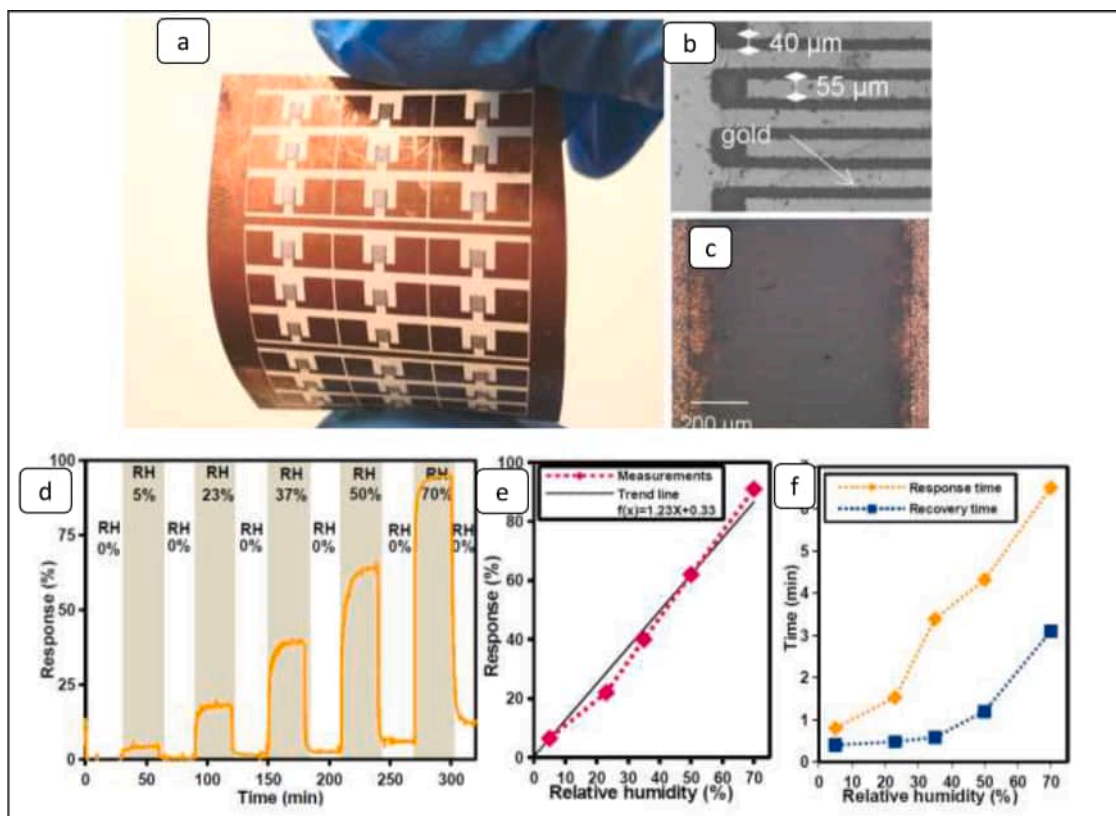 a
b
40 µm
55 µm
gold
c
200 µm
d
100
75
50
25
0
Response (%)
RH RH RH RH RH
5% 23% 37% 50% 70%
RH RH RH RH RH RH
0% 0% 0% 0% 0% 0%
0 50 100 150 200 250 300
Time (min)
e
100
80
60
40
20
0
Response (%)
Measurements
Trend line
f(x)=1.23X+0.33
0 10 20 30 40 50 60 70
Relative humidity (%)
f
Response time
Recovery time
5
4
3
2
1
0
Time (min)
0 10 20 30 40 50 60 70
Relative humidity (%)